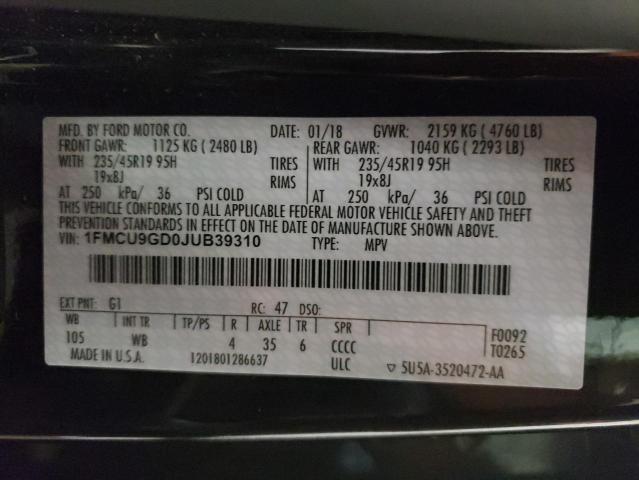 MFD. BY FORD MOTOR CO. DATE: 01/18 GVWR: 2159 KG ( 4760 LB)
FRONT GAWR: 1125 KG ( 2480 LB) REAR GAWR: 1040 KG ( 2293 LB)
WITH 235/45R19 95H TIRES WITH 235/45R19 95H TIRES
19x8J RIMS 19x8J RIMS
AT 250 kPa/ 36 PSI COLD AT 250 kPa/ 36 PSI COLD
THIS VEHICLE CONFORMS TO ALL APPLICABLE FEDERAL MOTOR VEHICLE SAFETY AND THEFT
PREVENTION STANDARDS IN EFFECT ON THE DATE OF MANUFACTURE SHOWN ABOVE.
VIN: 1FMCU9GD0JUB39310 TYPE: MPV
EXT PNT: G1 RC: 47 DSO:
WB INT TR TP/PS R AXLE TR SPR F0092
105 WB 4 35 6 CCCC T0265
MADE IN U.S.A. 1201801286637 ULC ▽ 5U5A-3520472-AA